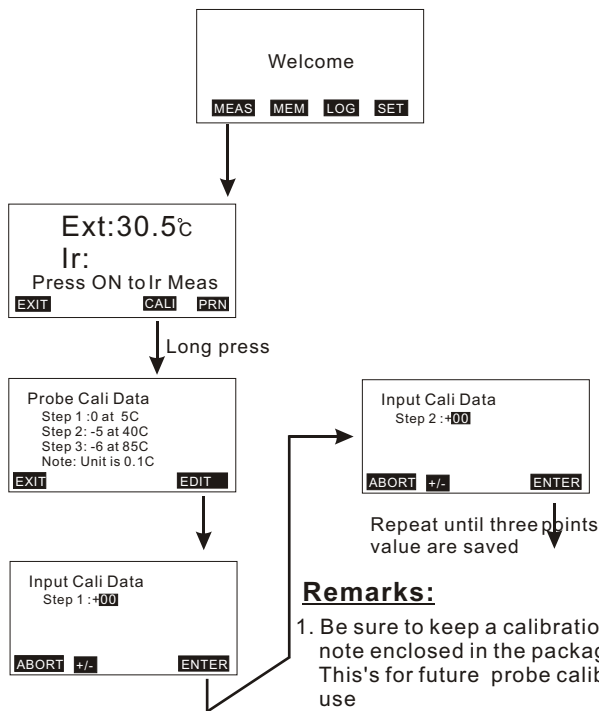 Welcome
MEAS MEM LOG SET
Ext:30.5℃
Ir:
Press ON to Ir Meas
EXIT CALI PRN
Long press
Probe Cali Data
Step 1 :0 at 5C
Step 2: -5 at 40C
Step 3: -6 at 85C
Note: Unit is 0.1C
EXIT EDIT
Input Cali Data
Step 1 :+00
ABORT +/- ENTER
Input Cali Data
Step 2 :+00
ABORT +/- ENTER
Repeat until three points
value are saved
Remarks:
1. Be sure to keep a
note enclosed in the
This's for future probe
use